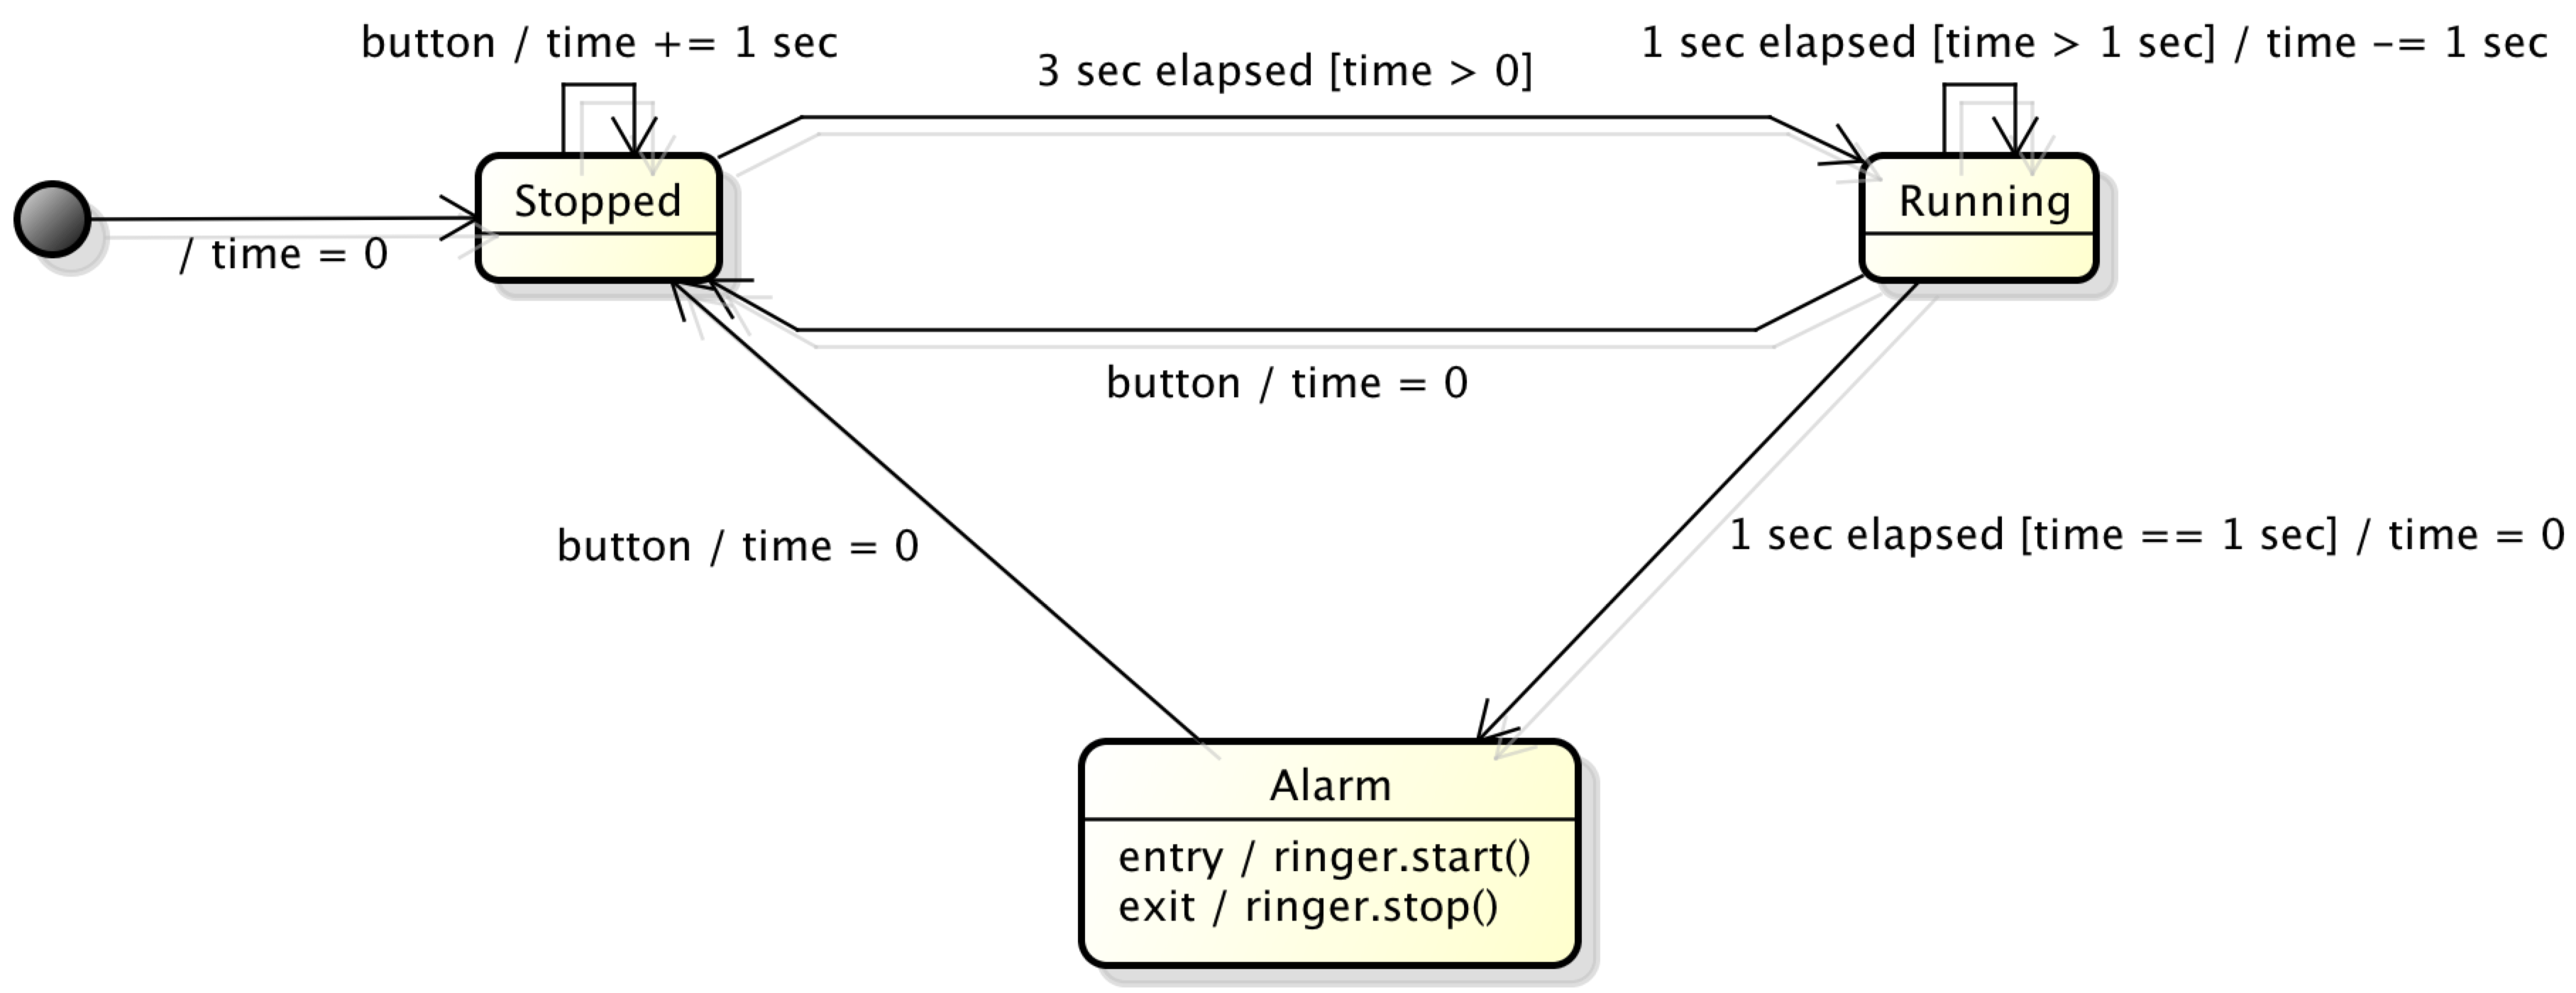 button / time += 1 sec
3 sec elapsed [time > 0]
1 sec elapsed [time > 1 sec] / time -= 1 sec
Stopped
Running
/ time = 0
button / time = 0
button / time = 0
1 sec elapsed [time == 1 sec] / time = 0
Alarm
entry / ringer.start()
exit / ringer.stop()